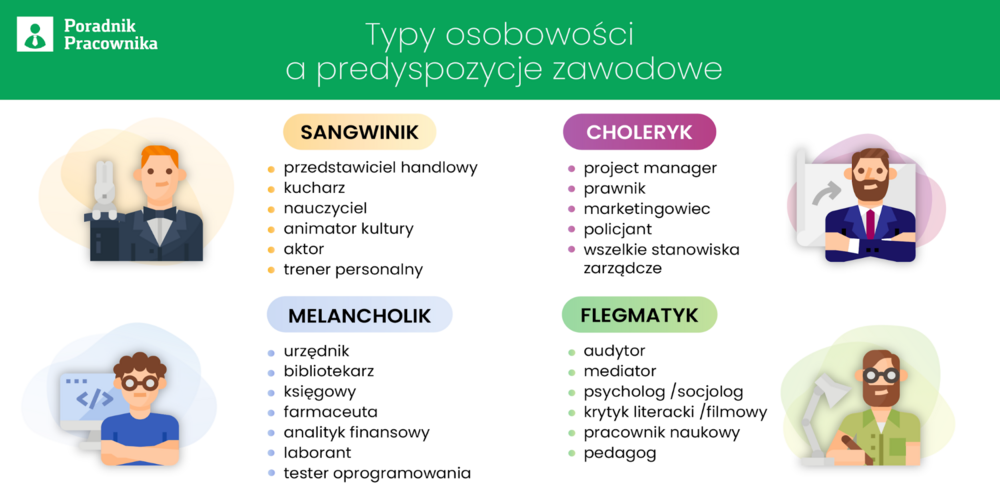 Poradnik
Pracownika
Typy osobowości
a predyspozycje zawodowe
SANGWINIK
przedstawiciel handlowy
kucharz
nauczyciel
animator kultury
aktor
trener personalny
CHOLERYK
project manager
prawnik
marketingowiec
policjant
wszelkie stanowiska
zarządcze
MELANCHOLIK
urzędnik
bibliotekarz
księgowy
farmaceuta
analityk finansowy
laborant
tester oprogramowania
FLEGMATYK
audytor
mediator
psycholog /socjolog
krytyk literacki /filmowy
pracownik naukowy
pedagog